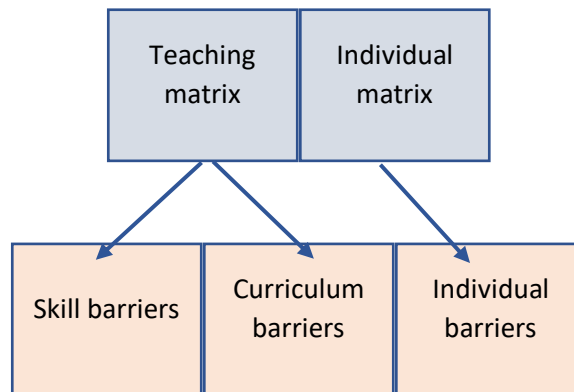 Teaching
matrix
Individual
matrix
Skill barriers
Curriculum
barriers
Individual
barriers